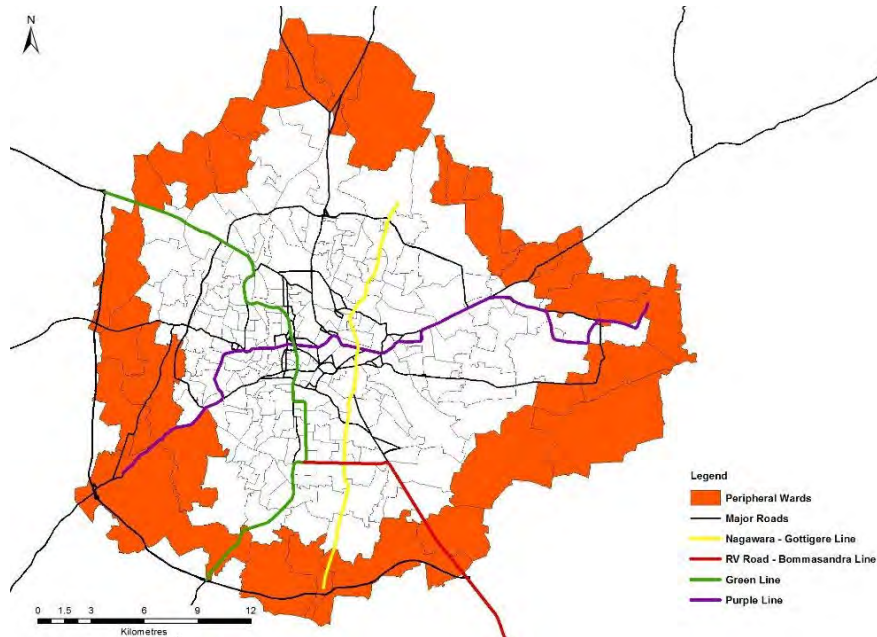 N
Legend
Peripheral Wards
Major Roads
Nagawara - Gottigere Line
RV Road - Bommasandra Line
Green Line
Purple Line
0 1.5 3 6 9 12
Kilometres